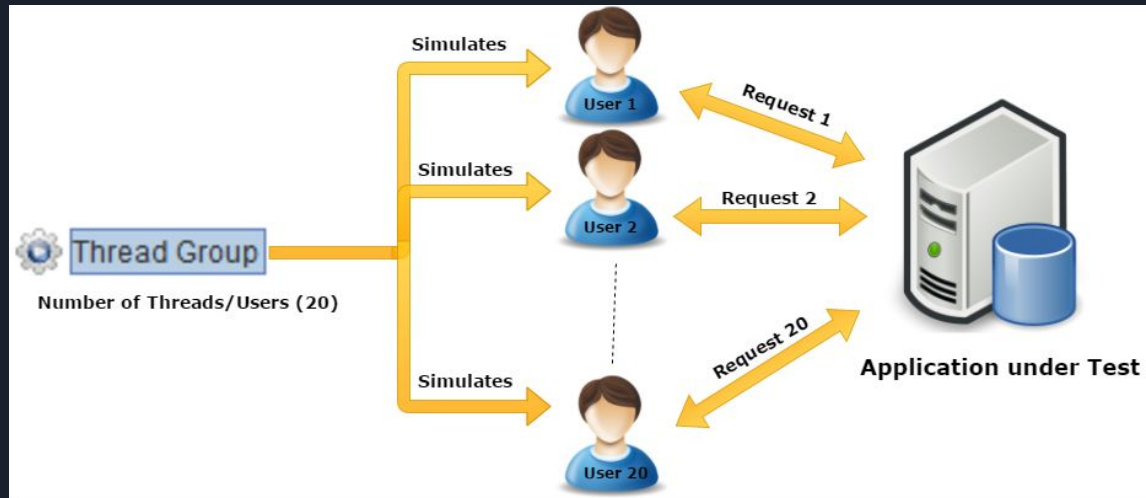 Simulates
User 1
Request 1
Simulates
User 2
Request 2
Thread Group
Number of Threads/Users (20)
Simulates
User 20
Request 20
Application under Test